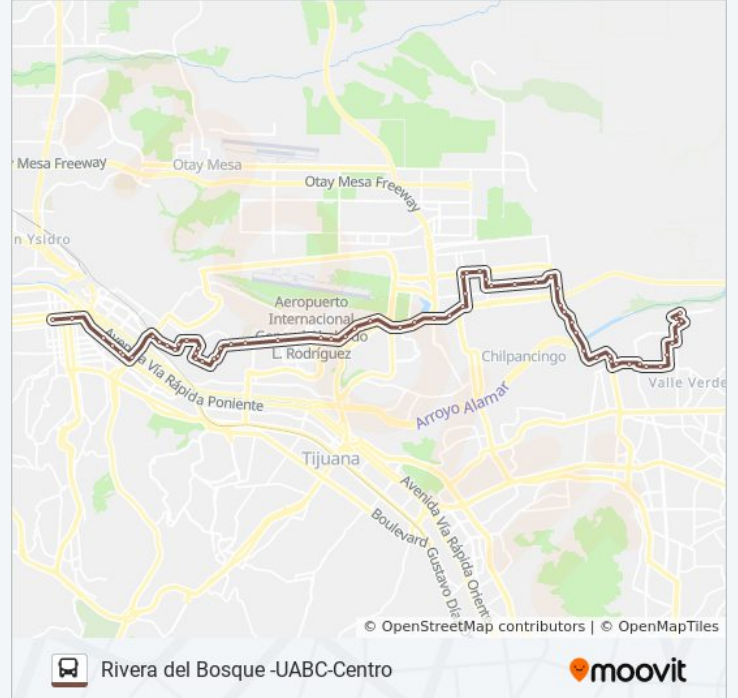 Mesa Freeway
Otay Mesa
Otay Mesa Freeway
n Ysidro
Aeropuerto
Internacional
L. Rodríguez
Avenida Vía Rápida Poniente
Chilpancingo
Valle Verde
Arroyo Alamar
Tijuana
Avenida Vía Rápida Orient
Boulevard Gustavo Día
© OpenStreetMap contributors | © OpenMapTiles
Rivera del Bosque -UABC-Centro
moovit